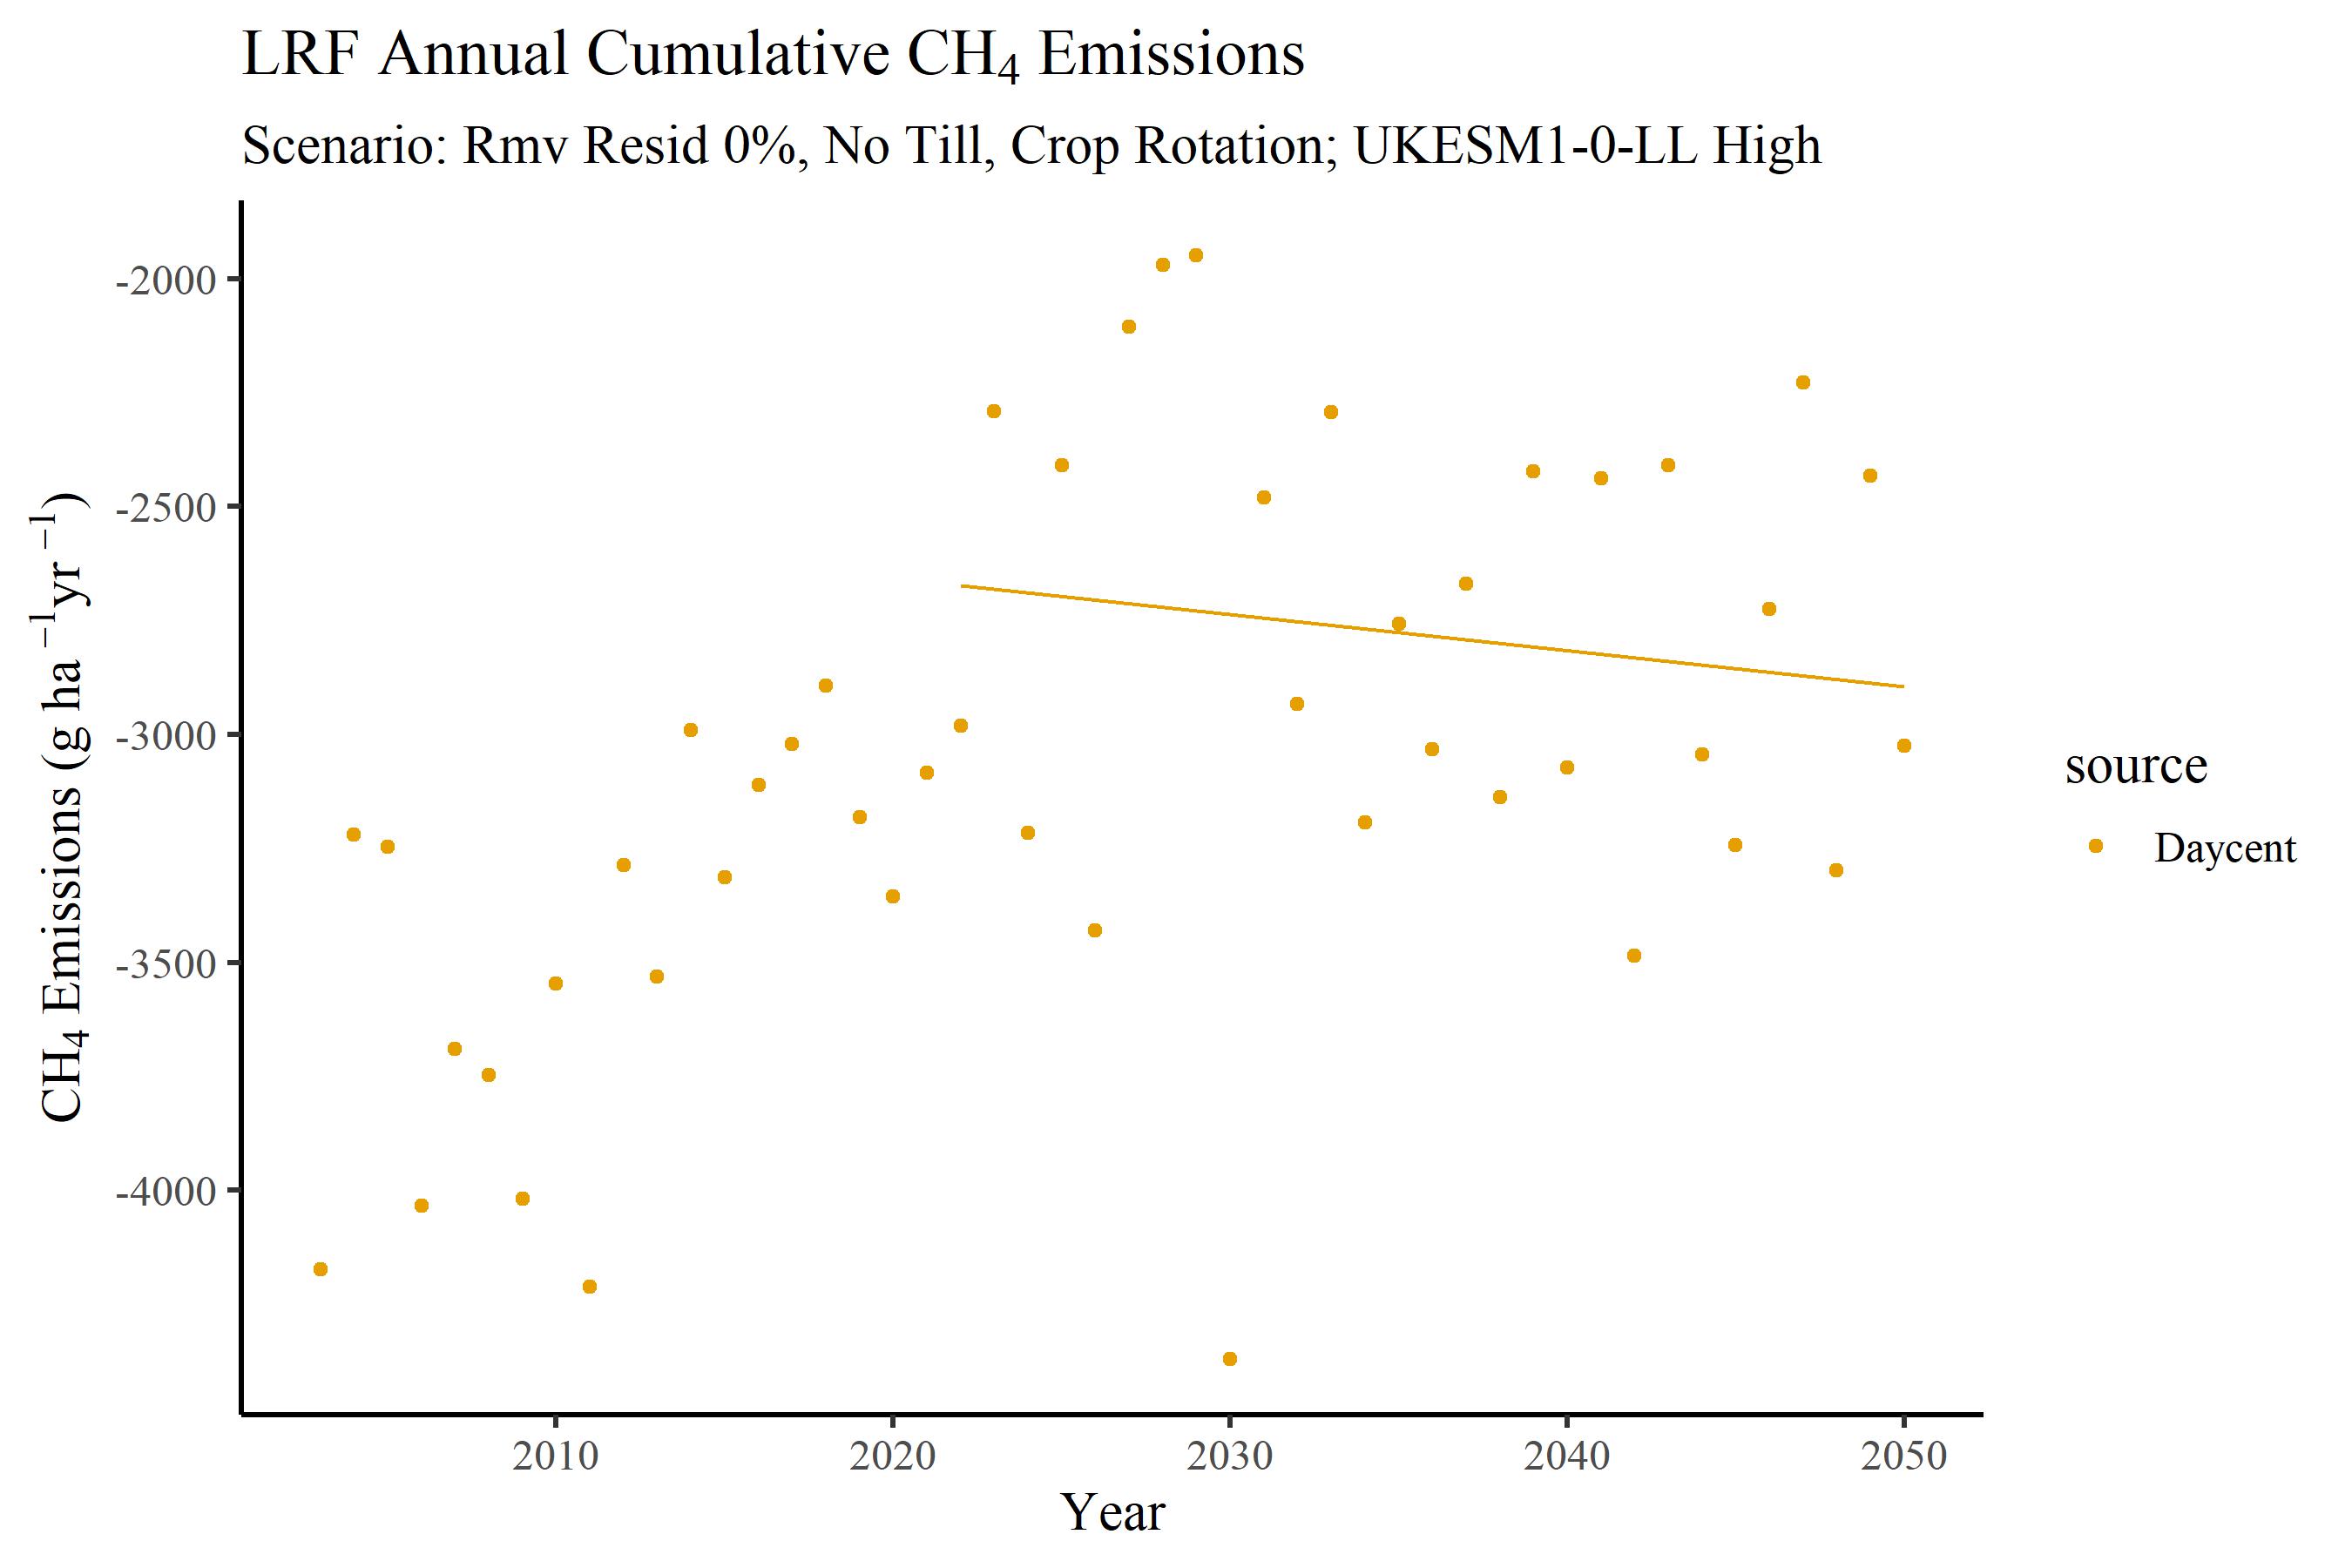 LRF Annual Cumulative CH₄ Emissions
Scenario: Rmv Resid 0%, No Till, Crop Rotation; UKESM1-0-LL High
CH₄ Emissions (g ha ⁻¹yr ⁻¹)
-2000
-2500
-3000
-3500
-4000
2010
2020
2030
2040
2050
Year
source
Daycent